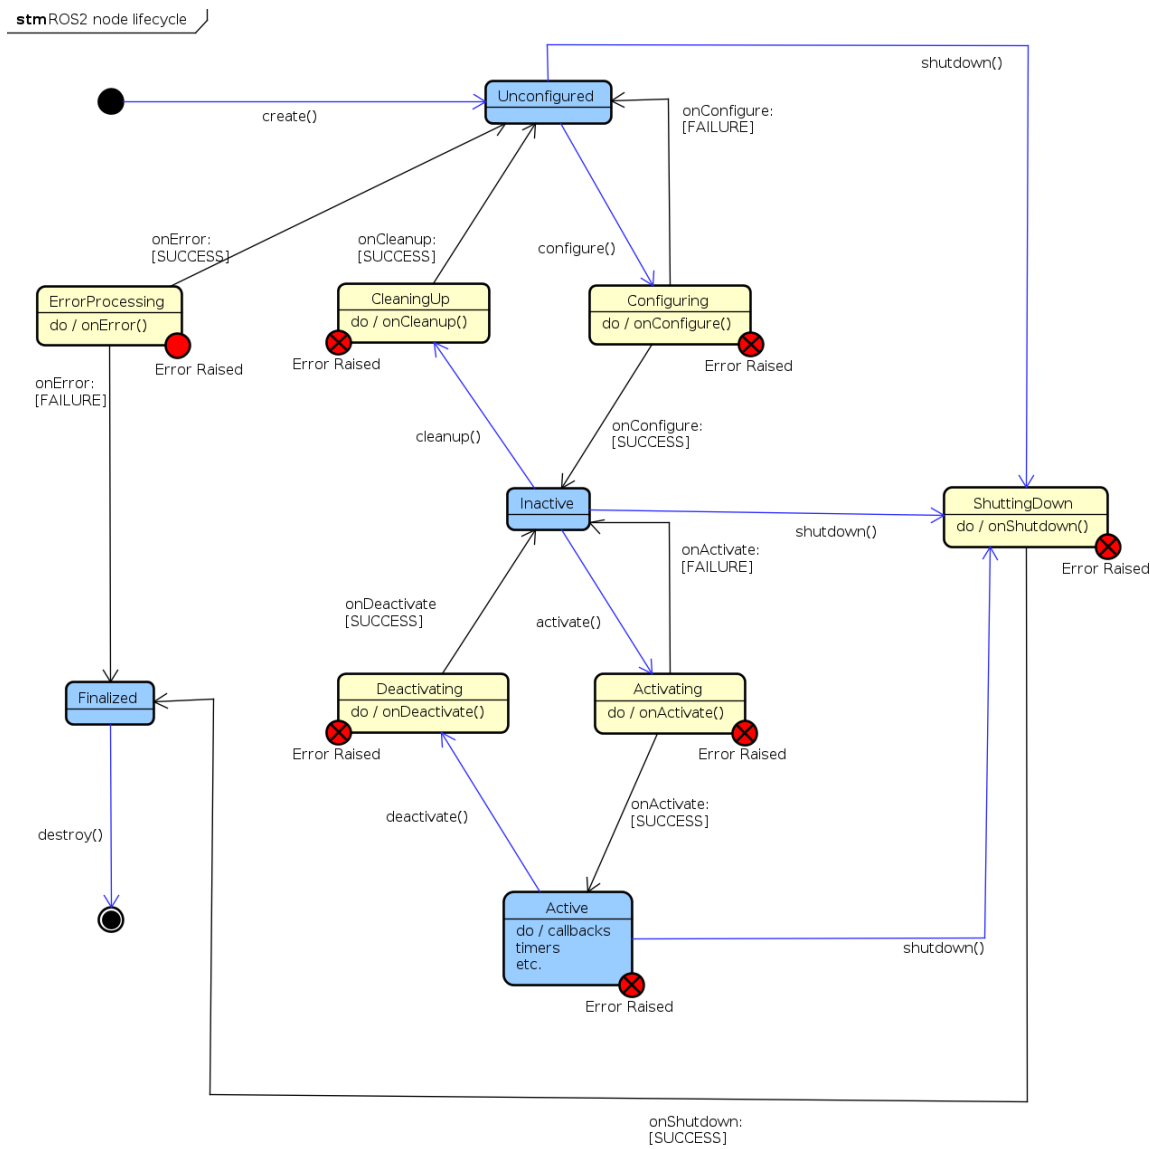 stm ROS2 node lifecycle
shutdown()
Unconfigured
create()
onConfigure:
[FAILURE]
onError:
[SUCCESS]
onCleanup:
[SUCCESS]
configure()
ErrorProcessing
do / onError()
Error Raised
CleaningUp
do / onCleanup()
Error Raised
Configuring
do / onConfigure()
Error Raised
onError:
[FAILURE]
cleanup()
onConfigure:
[SUCCESS]
Inactive
shutdown()
ShuttingDown
do / onShutdown()
Error Raised
onActivate:
[FAILURE]
onDeactivate
[SUCCESS]
activate()
Finalized
Deactivating
do / onDeactivate()
Error Raised
Activating
do / onActivate()
Error Raised
destroy()
deactivate()
onActivate:
[SUCCESS]
Active
do / callbacks
timers
etc.
Error Raised
shutdown()
onShutdown:
[SUCCESS]